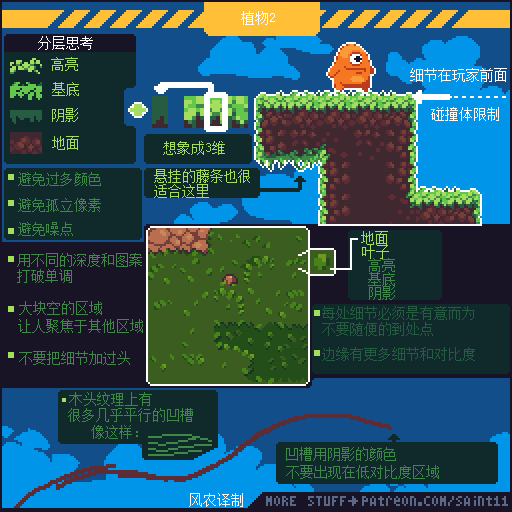 植物2
分层思考
高亮
基底
阴影
地面
避免过多颜色
避免孤立像素
避免噪点
想象成3维
悬挂的藤条也很
适合这里
细节在玩家前面
碰撞体限制
用不同的深度和图案
打破单调
大块空的区域
让人聚焦于其他区域
不要把细节加过头
地面
叶子
高亮
基底
阴影
每处细节必须是有意而为
不要随便的到处点
边缘有更多细节和对比度
木头纹理上有
很多几乎平行的凹槽
像这样:
凹槽用阴影的颜色
不要出现在低对比度区域
风农译制
MORE STUFF→PATREON.COM/SAINT11